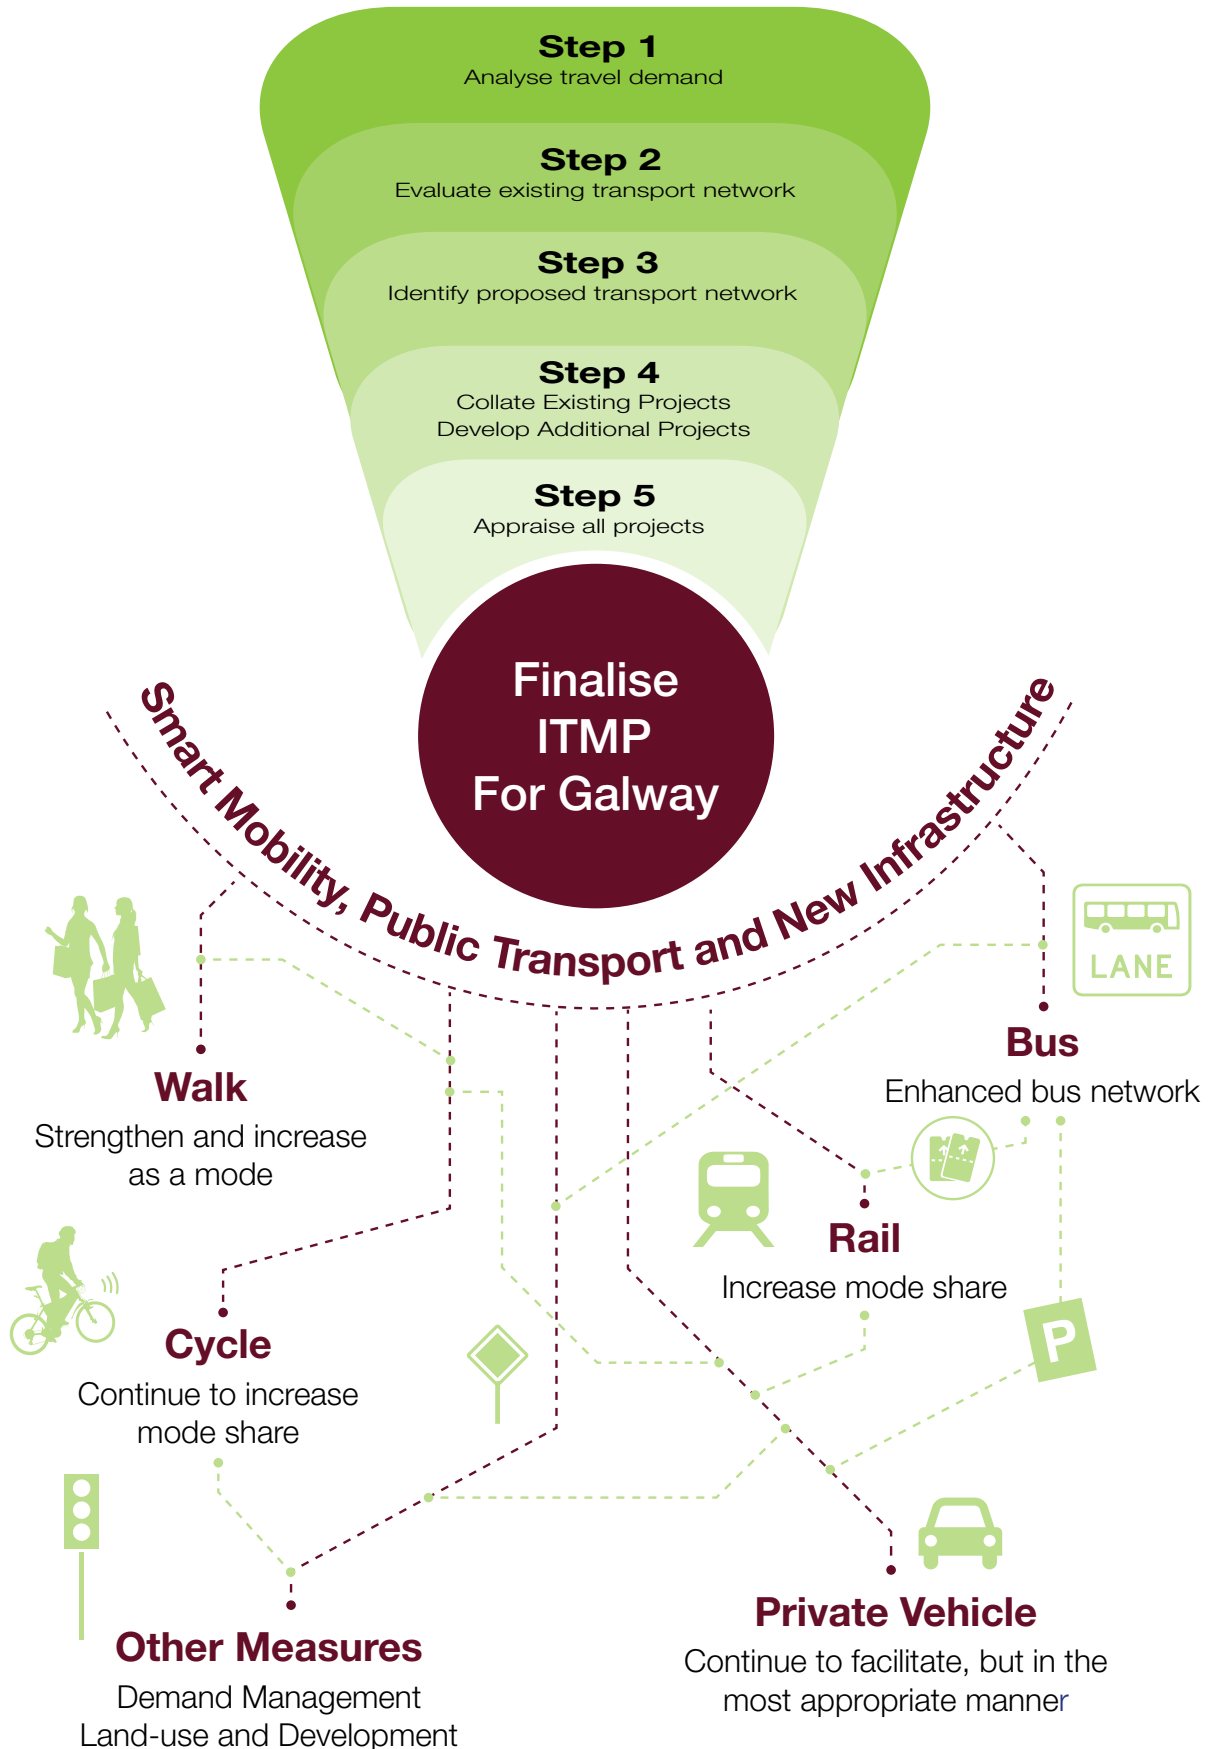 Step 1
Analyse travel demand
Step 2
Evaluate existing transport network
Step 3
Identify proposed transport network
Step 4
Collate Existing Projects
Develop Additional Projects
Step 5
Appraise all projects
Finalise
ITMP
For Galway
Smart Mobility, Public Transport and New Infrastructure
LANE
Bus
Enhanced bus network
Walk
Strengthen and increase
as a mode
Rail
Increase mode share
P
Cycle
Continue to increase
mode share
Private Vehicle
Continue to facilitate, but in the
most appropriate manner
Other Measures
Demand Management
Land-use and Development